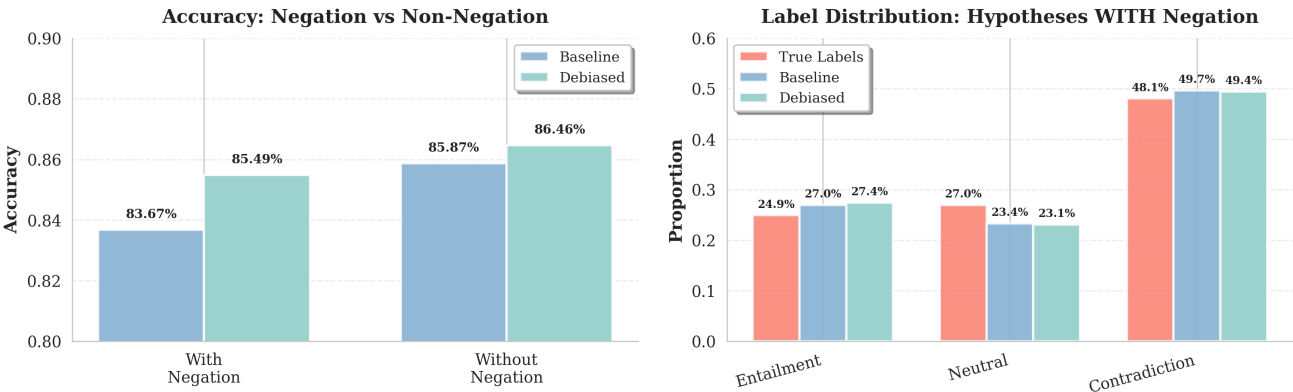 Accuracy: Negation vs Non-Negation
Accuracy
0.90
0.88
0.86
0.84
0.82
0.80
Baseline
Debiased
83.67%
85.49%
85.87%
86.46%
With
Negation
Without
Negation
Label Distribution: Hypotheses WITH Negation
Proportion
0.6
0.5
0.4
0.3
0.2
0.1
0.0
True Labels
Baseline
Debiased
24.9%
27.0%
27.4%
27.0%
23.4%
23.1%
48.1%
49.7%
49.4%
Entailment
Neutral
Contradiction